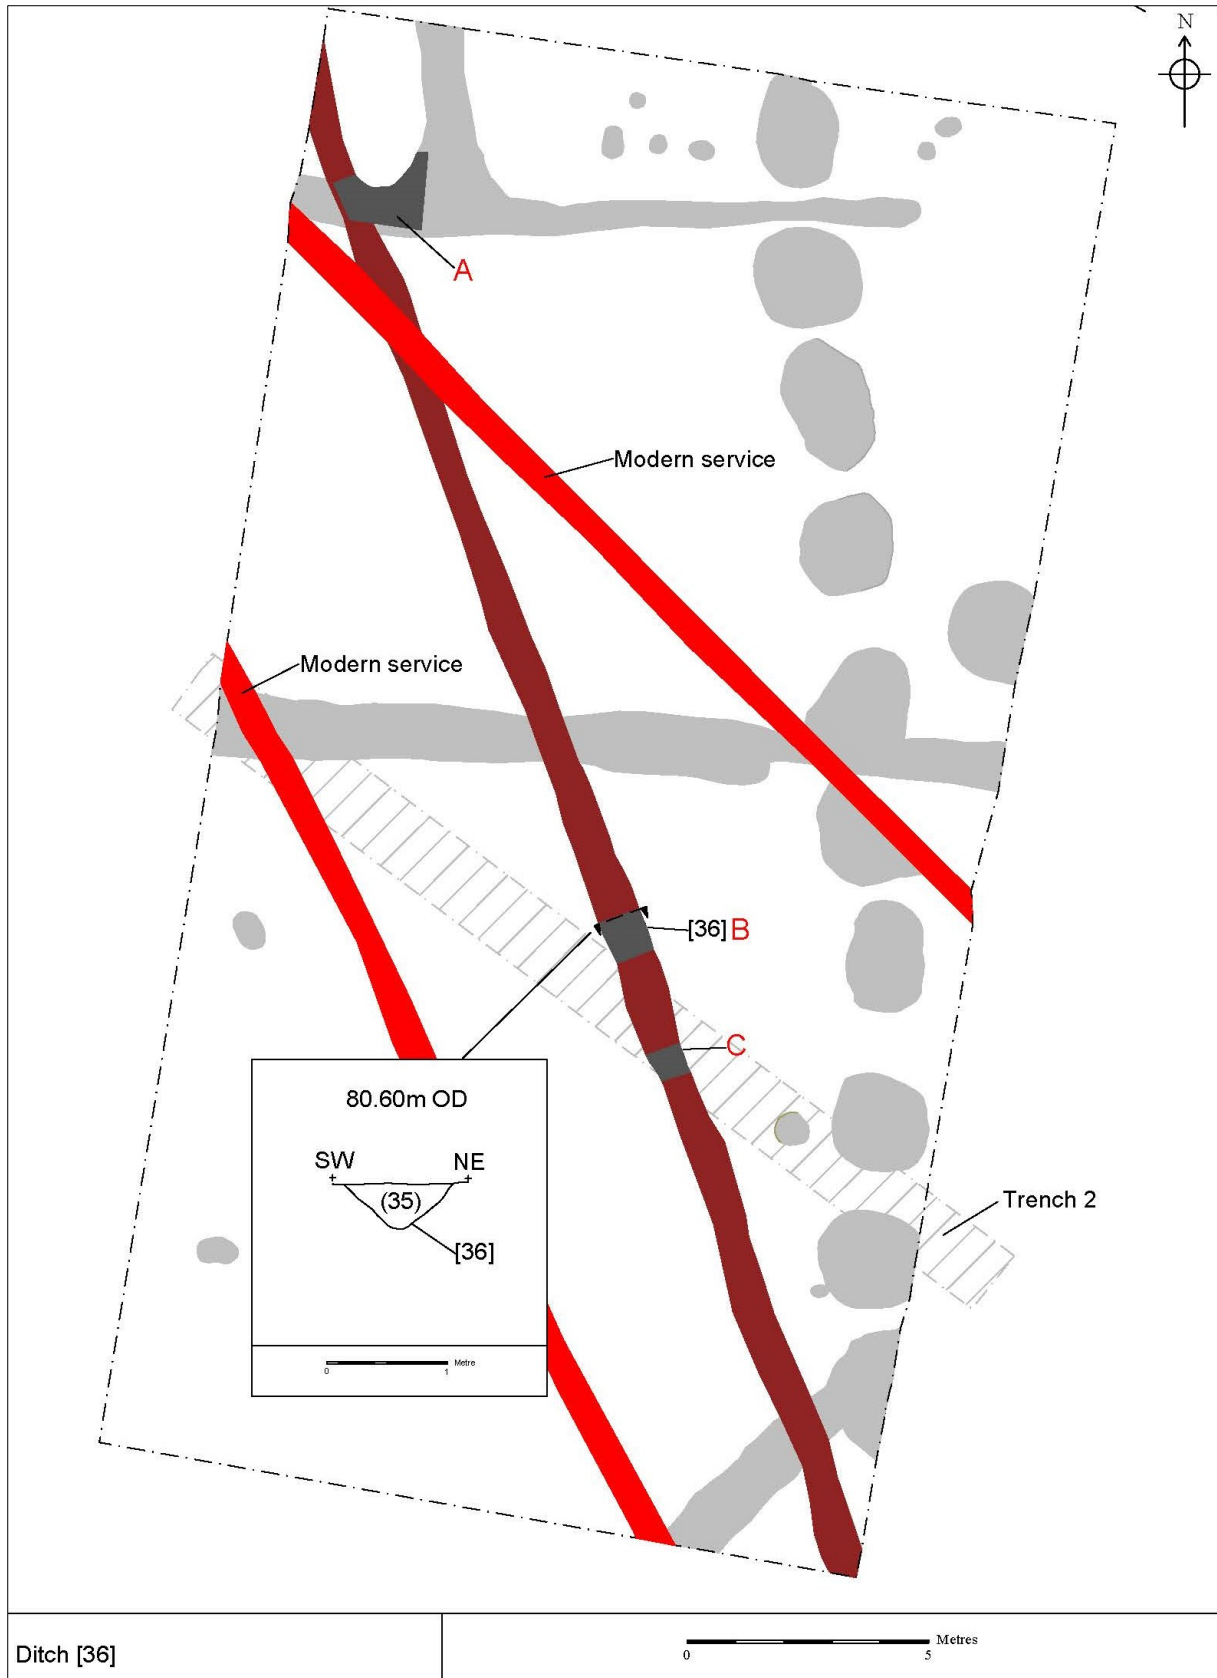 N
A
Modern service
Modern service
[36] B
C
80.60m OD
SW NE
(35)
[36]
Trench 2
0 1 Metre
Ditch [36]
0 5 Metres